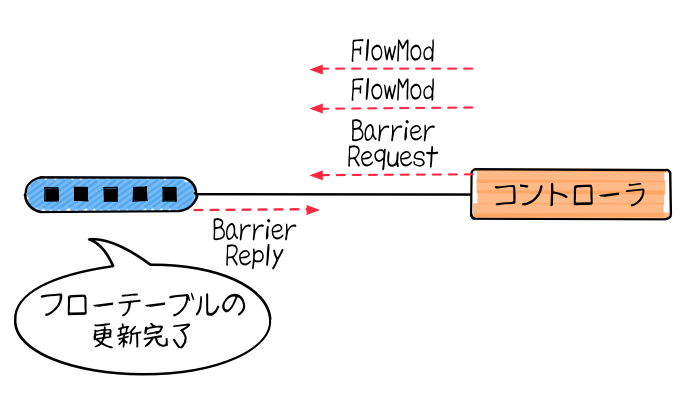 FlowMod
FlowMod
Barrier
Request
コントローラ
Barrier
Reply
フローテーブルの
更新完了